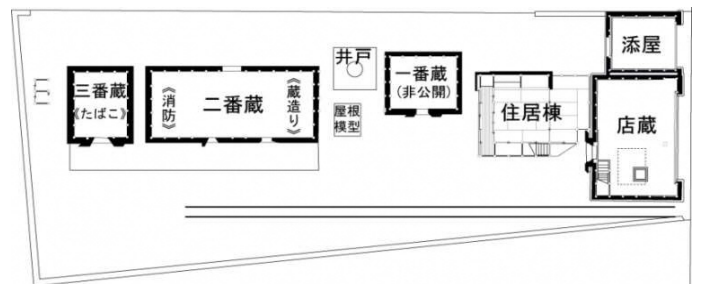 三番蔵
《たばこ》
《消防》
二番蔵
《蔵造り》
井戸
屋根
模型
一番蔵
(非公開)
住居棟
添屋
店蔵